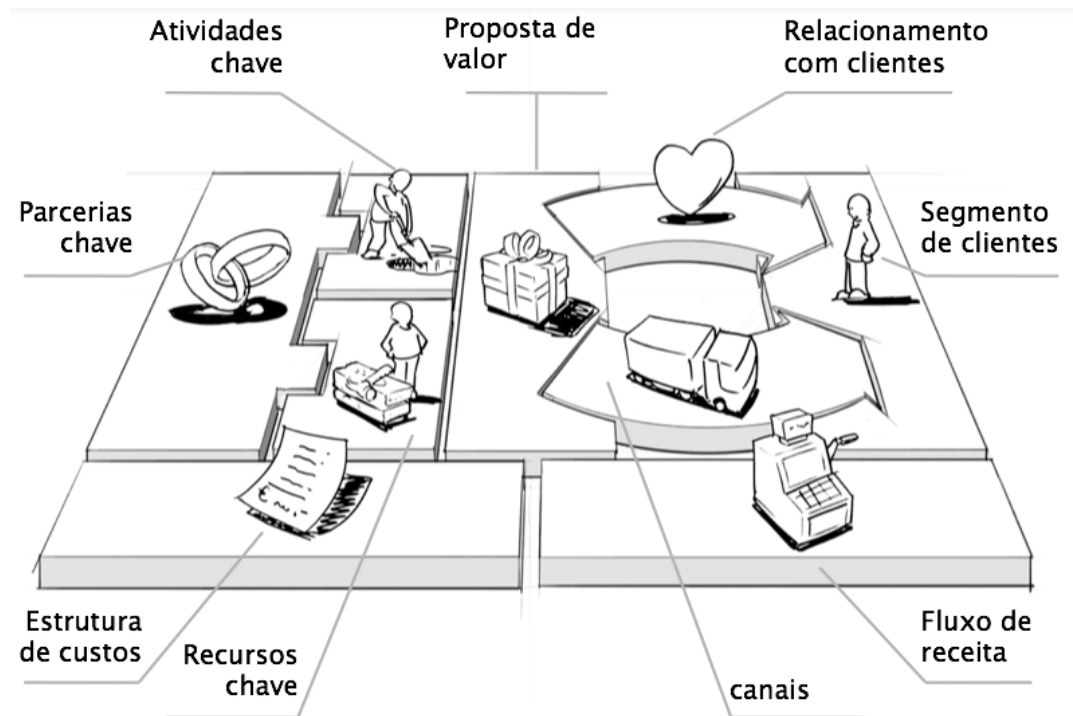 Atividades
chave
Proposta de
valor
Relacionamento
com clientes
Parcerias
chave
Segmento
de clientes
Estrutura
de custos
Recursos
chave
canais
Fluxo de
receita